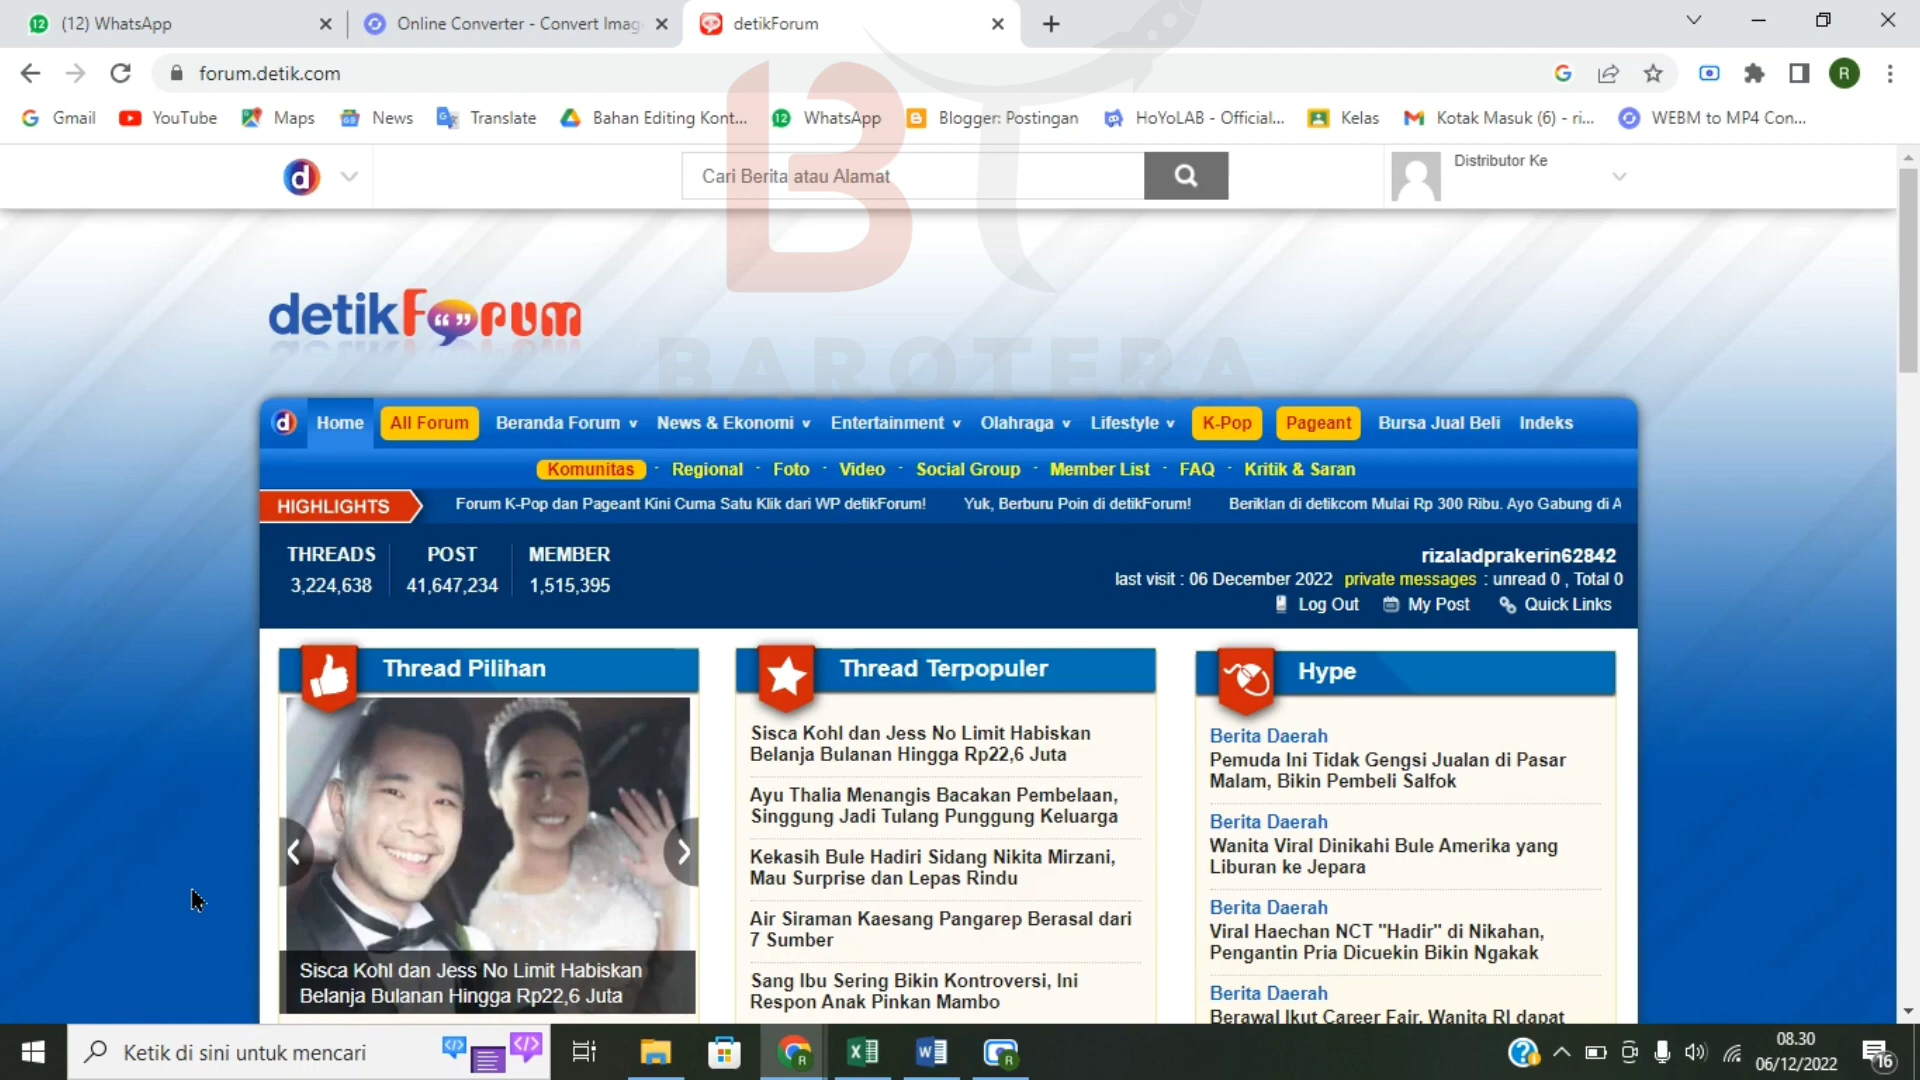 (12) WhatsApp
Online Converter - Convert Imag
detikForum
forum.detik.com
Gmail
YouTube
Maps
News
Translate
Bahan Editing Kont...
WhatsApp
Blogger: Postingan
HoYoLAB - Official...
Kelas
Kotak Masuk (6) - ri...
WEBM to MP4 Con...
Cari Berita atau Alamat
Distributor Ke
detikForum
BAROTERA
Home
All Forum
Beranda Forum
News & Ekonomi
Entertainment
Olahraga
Lifestyle
K-Pop
Pageant
Bursa Jual Beli
Indeks
Komunitas - Regional - Foto - Video - Social Group - Member List - FAQ - Kritik & Saran
HIGHLIGHTS
Forum K-Pop dan Pageant Kini Cuma Satu Klik dari WP detikForum!
Yuk, Berburu Poin di detikForum!
Beriklan di detikcom Mulai Rp 300 Ribu. Ayo Gabung di A
THREADS
POST
MEMBER
3,224,638
41,647,234
1,515,395
rizaladprakerin62842
last visit : 06 December 2022 private messages : unread 0 , Total 0
Log Out
My Post
Quick Links
Thread Pilihan
Sisca Kohl dan Jess No Limit Habiskan
Belanja Bulanan Hingga Rp22,6 Juta
Thread Terpopuler
Sisca Kohl dan Jess No Limit Habiskan
Belanja Bulanan Hingga Rp22,6 Juta
Ayu Thalia Menangis Bacakan Pembelaan,
Singgung Jadi Tulang Punggung Keluarga
Kekasih Bule Hadiri Sidang Nikita Mirzani,
Mau Surprise dan Lepas Rindu
Air Siraman Kaesang Pangarep Berasal dari
7 Sumber
Sang Ibu Sering Bikin Kontroversi, Ini
Respon Anak Pinkan Mambo
Hype
Berita Daerah
Pemuda Ini Tidak Gengsi Jualan di Pasar
Malam, Bikin Pembeli Salfok
Berita Daerah
Wanita Viral Dinikahi Bule Amerika yang
Liburan ke Jepara
Berita Daerah
Viral Haechan NCT "Hadir" di Nikahan,
Pengantin Pria Dicuekin Bikin Ngakak
Berita Daerah
Berawal Ikut Career Fair, Wanita RI dapat
Ketik di sini untuk mencari
08.30
06/12/2022
16